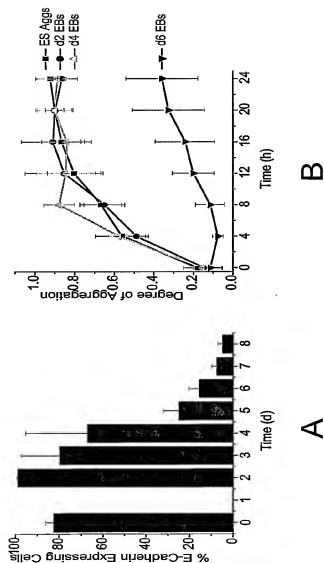 % E-Cadherin Expressing Cells
100
80
60
40
20
0
0 1 2 3 4 5 6 7 8
Time (d)
A
Degree of Aggregation
1.0
0.8
0.6
0.4
0.2
0.0
0 4 8 12 16 20 24
Time (h)
ES Aggs
d2 EBs
d4 EBs
d6 EBs
B